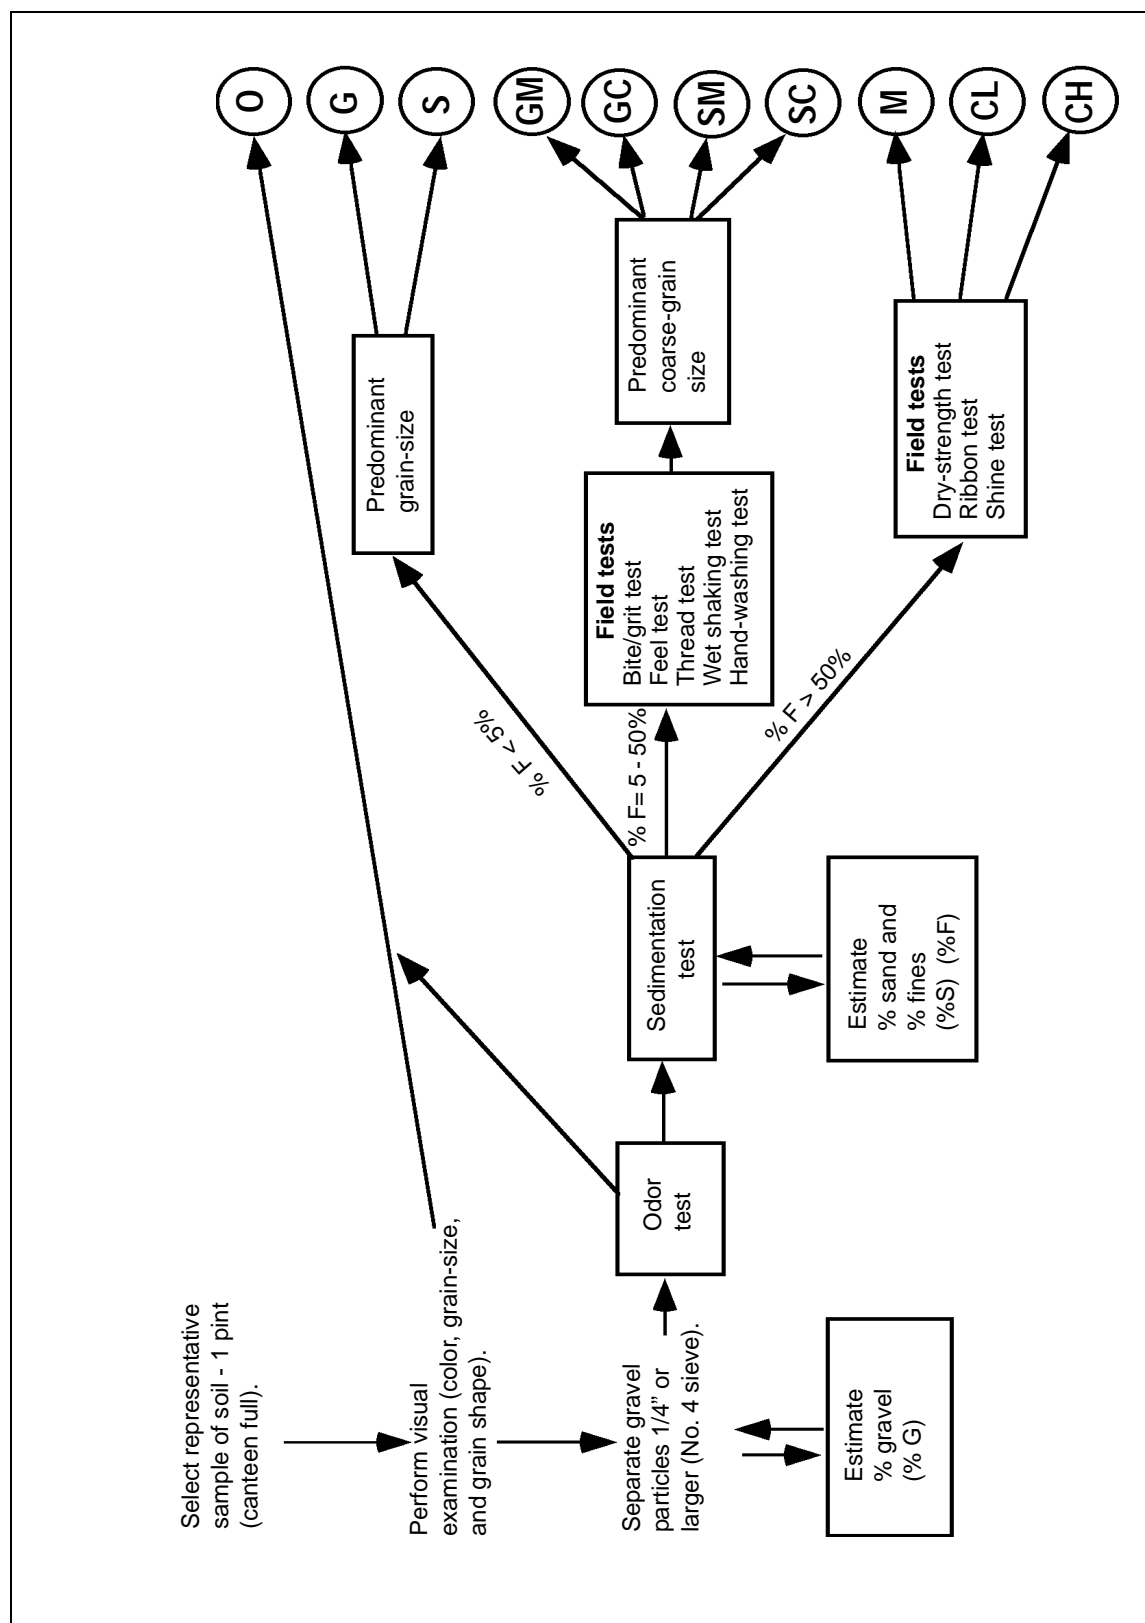 Select representative
sample of soil - 1 pint
(canteen full).
Perform visual
examination (color, grain-size,
and grain shape).
Separate gravel
particles 1/4” or
larger (No. 4 sieve).
Estimate
% gravel
(% G)
Odor
test
Sedimentation
test
Estimate
% sand and
% fines
(%S) (%F)
% F < 5%
% F= 5 - 50%
% F > 50%
Predominant
grain-size
Field tests
Bite/grit test
Feel test
Thread test
Wet shaking test
Hand-washing test
Predominant
coarse-grain
size
Field tests
Dry-strength test
Ribbon test
Shine test
O
G
S
GM
GC
SM
SC
M
CL
CH